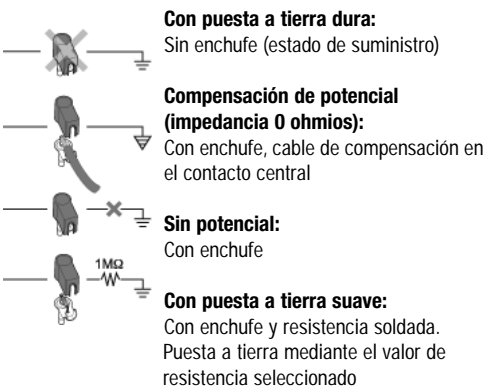 Con puesta a tierra dura:
Sin enchufe (estado de suministro)
Compensación de potencial
(impedancia 0 ohmios):
Con enchufe, cable de compensación en
el contacto central
Sin potencial:
Con enchufe
1MΩ
Con puesta a tierra suave:
Con enchufe y resistencia soldada.
Puesta a tierra mediante el valor de
resistencia seleccionado